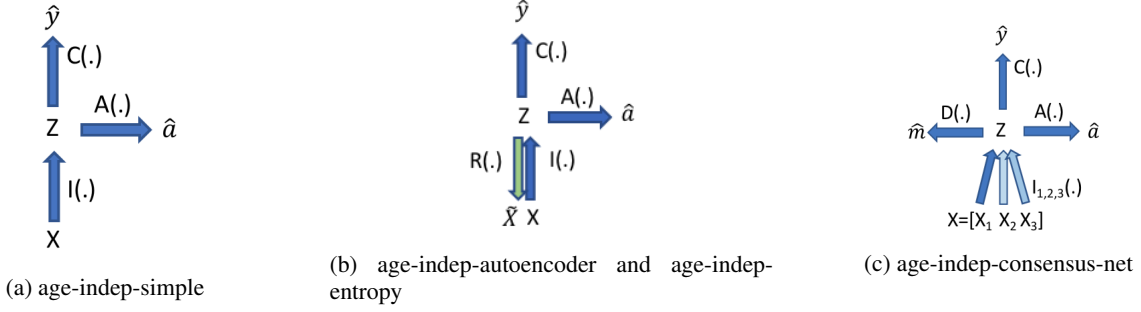 ŷ
C(.)
A(.)
Z
â
I(.)
X
(a) age-indep-simple
ŷ
C(.)
A(.)
Z
â
R(.)
I(.)
X̃ X
(b) age-indep-autoencoder and age-indep-
entropy
ŷ
C(.)
D(.)
A(.)
m̂
Z
â
I1,2,3(.)
X=[X1 X2 X3]
(c) age-indep-consensus-net